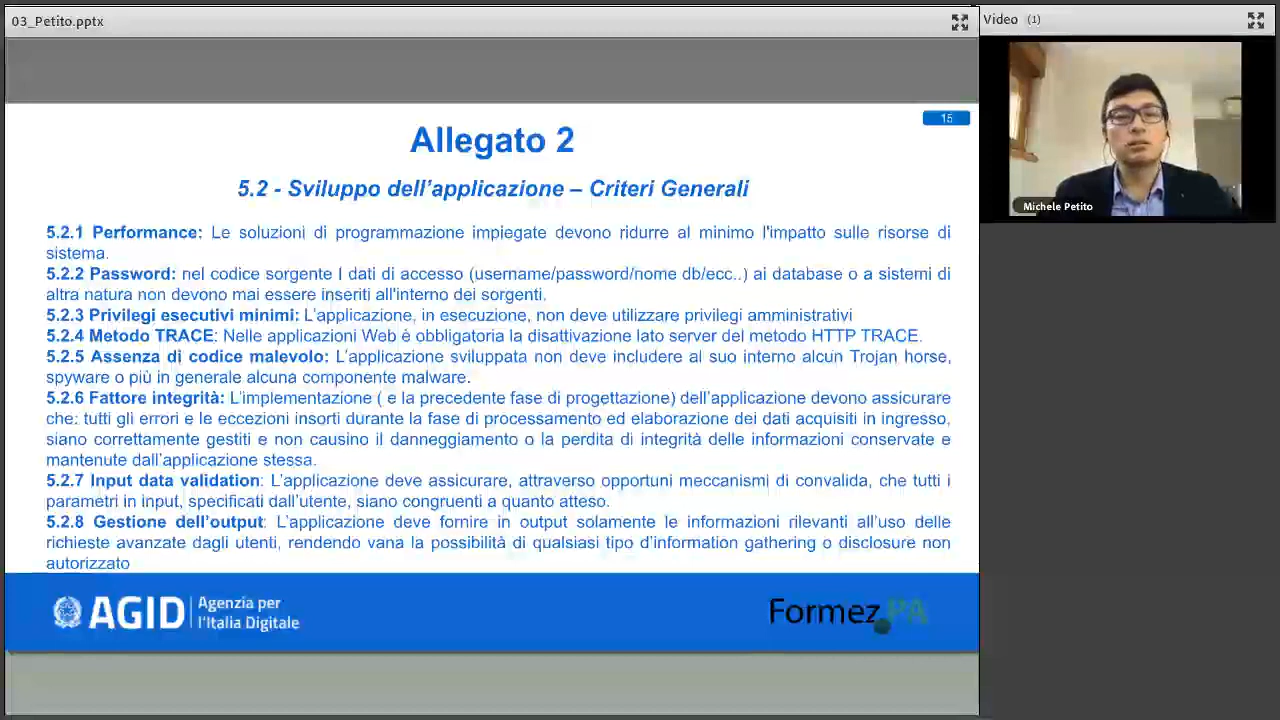 03_Petito.pptx
Video (1)
15
Allegato 2
5.2 - Sviluppo dell'applicazione – Criteri Generali
5.2.1 Performance: Le soluzioni di programmazione impiegate devono ridurre al minimo l'impatto sulle risorse di
sistema.
5.2.2 Password: nel codice sorgente I dati di accesso (username/password/nome db/ecc..) ai database o a sistemi di
altra natura non devono mai essere inseriti all'interno dei sorgenti.
5.2.3 Privilegi esecutivi minimi: L'applicazione, in esecuzione, non deve utilizzare privilegi amministrativi
5.2.4 Metodo TRACE: Nelle applicazioni Web è obbligatoria la disattivazione lato server del metodo HTTP TRACE.
5.2.5 Assenza di codice malevolo: L'applicazione sviluppata non deve includere al suo interno alcun Trojan horse,
spyware o più in generale alcuna componente malware.
5.2.6 Fattore integrità: L'implementazione ( e la precedente fase di progettazione) dell'applicazione devono assicurare
che: tutti gli errori e le eccezioni insorti durante la fase di processamento ed elaborazione dei dati acquisiti in ingresso,
siano correttamente gestiti e non causino il danneggiamento o la perdita di integrità delle informazioni conservate e
mantenute dall'applicazione stessa.
5.2.7 Input data validation: L'applicazione deve assicurare, attraverso opportuni meccanismi di convalida, che tutti i
parametri in input, specificati dall'utente, siano congruenti a quanto atteso.
5.2.8 Gestione dell'output: L'applicazione deve fornire in output solamente le informazioni rilevanti all'uso delle
richieste avanzate dagli utenti, rendendo vana la possibilità di qualsiasi tipo d'information gathering o disclosure non
autorizzato
AGID
Agenzia per
l'Italia Digitale
Formez PA
Michele Petito